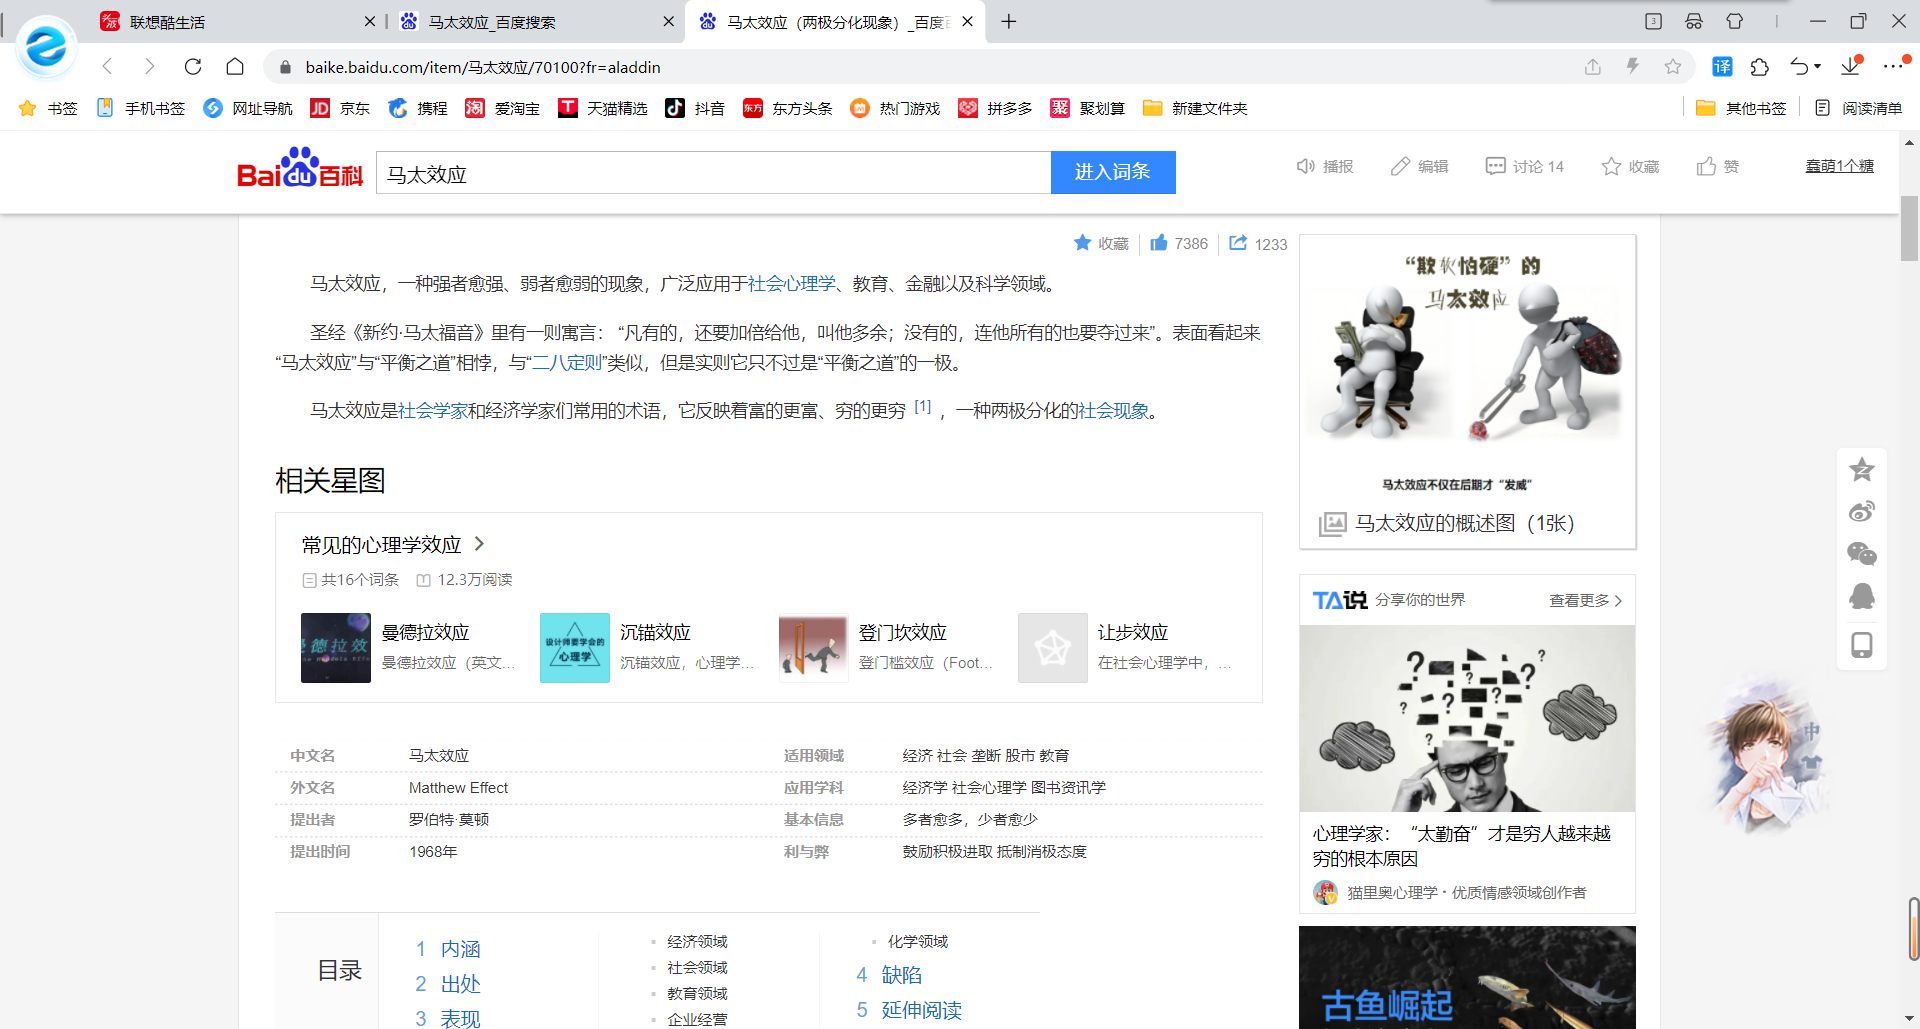 联想酷生活
马太效应_百度搜索
马太效应（两极分化现象）_百度
3
baike.baidu.com/item/马太效应/70100?fr=aladdin
译
书签 手机书签 网址导航 京东 携程 爱淘宝 天猫精选 抖音 东方头条 热门游戏 拼多多 聚划算 新建文件夹 其他书签 阅读清单
Bai du 百科
马太效应
进入词条
播报 编辑 讨论 14 收藏 赞
蠢萌1个糖
收藏 7386 1233
马太效应，一种强者愈强、弱者愈弱的现象，广泛应用于社会心理学、教育、金融以及科学领域。
圣经《新约·马太福音》里有一则寓言： “凡有的，还要加倍给他，叫他多余；没有的，连他所有的也要夺过来”。表面看起来
“马太效应”与“平衡之道”相悖，与“二八定则”类似，但是实则它只不过是“平衡之道”的一极。
马太效应是社会学家和经济学家们常用的术语，它反映着富的更富、穷的更穷 [1] ，一种两极分化的社会现象。
“欺软怕硬”的
马太效应
马太效应不仅在后期才“发威”
马太效应的概述图（1张）
相关星图
常见的心理学效应
共16个词条 12.3万阅读
曼德拉效
曼德拉效应
曼德拉效应（英文...
设计师要学会的
心理学
沉锚效应
沉锚效应，心理学...
登门坎效应
登门槛效应（Foot...
让步效应
在社会心理学中，...
中文名 马太效应
外文名 Matthew Effect
提出者 罗伯特·莫顿
提出时间 1968年
适用领域 经济 社会 垄断 股市 教育
应用学科 经济学 社会心理学 图书资讯学
基本信息 多者愈多，少者愈少
利与弊 鼓励积极进取 抵制消极态度
目录
1 内涵
2 出处
3 表现
经济领域
社会领域
教育领域
企业经营
化学领域
4 缺陷
5 延伸阅读
TA说 分享你的世界 查看更多
心理学家：“太勤奋”才是穷人越来越
穷的根本原因
猫里奥心理学·优质情感领域创作者
古鱼崛起
中